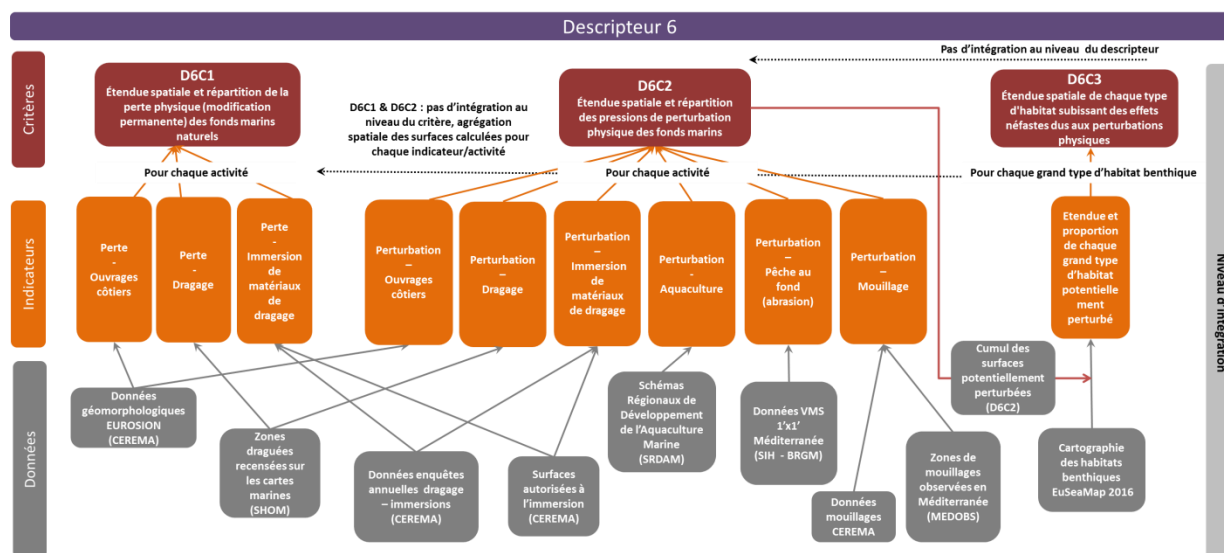 Descripteur 6
Critères
D6C1
Étendue spatiale et répartition de la
perte physique (modification
permanente) des fonds marins
naturels
D6C1 & D6C2 : pas d'intégration au
niveau du critère, agrégation
spatiale des surfaces calculées pour
chaque indicateur/activité
D6C2
Étendue spatiale et répartition
des pressions de perturbation
physique des fonds marins
Pas d'intégration au niveau du descripteur
D6C3
Étendue spatiale de chaque type
d'habitat subissant des effets
néfastes dus aux perturbations
physiques
Pour chaque activité
Pour chaque activité
Pour chaque grand type d'habitat benthique
Indicateurs
Perte
-
Ouvrages
côtiers
Perte
-
Dragage
Perte
-
Immersion
de
matériaux
de
dragage
Perturbation
–
Ouvrages
côtiers
Perturbation
–
Dragage
Perturbation
–
Immersion
de
matériaux
de dragage
Perturbation
-
Aquaculture
Perturbation
–
Pêche au
fond
(abrasion)
Perturbation
–
Mouillage
Etendue et
proportion
de chaque
grand type
d'habitat
potentielle
ment
perturbé
Niveau d'intégration
Données
Données
géomorphologiques
EUROSION
(CEREMA)
Zones
draguées
recensées sur
les cartes
marines
(SHOM)
Données enquêtes
annuelles dragage
– immersions
(CEREMA)
Surfaces
autorisées à
l'immersion
(CEREMA)
Schémas
Régionaux de
Développement
de l'Aquaculture
Marine
(SRDAM)
Données VMS
1'x1'
Méditerranée
(SIH - BRGM)
Données
mouillages
CEREMA
Zones de
mouillages
observées en
Méditerranée
(MEDOBS)
Cumul des
surfaces
potentiellement
perturbées
(D6C2)
Cartographie
des habitats
benthiques
EuSeaMap 2016